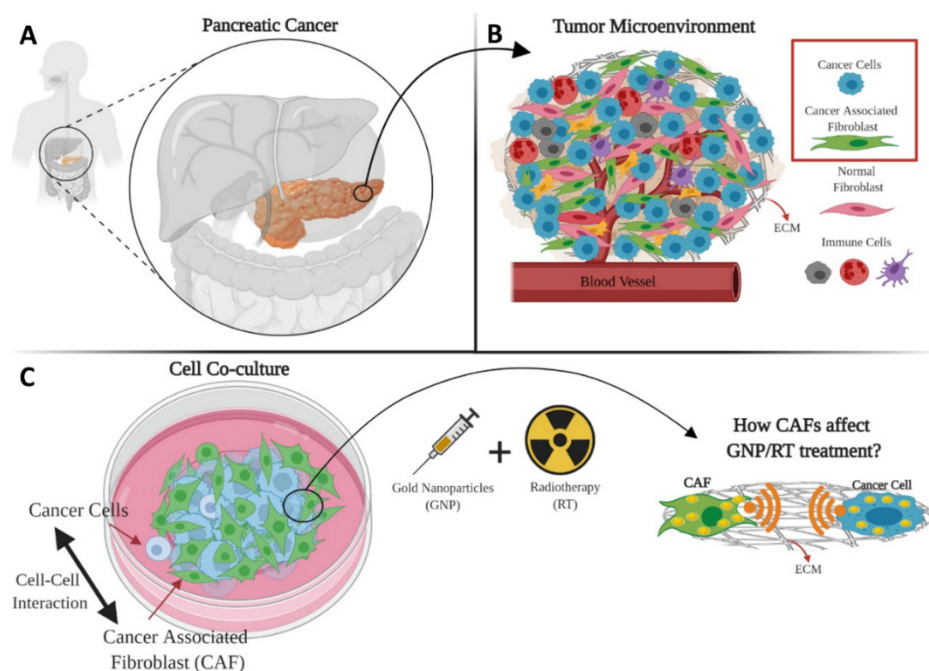 A
Pancreatic Cancer
B
Tumor Microenvironment
Cancer Cells
Cancer Associated
Fibroblast
Normal
Fibroblast
ECM
Immune Cells
Blood Vessel
C
Cell Co-culture
Cancer Cells
Cell-Cell
Interaction
Cancer Associated
Fibroblast (CAF)
Gold Nanoparticles
(GNP)
+
Radiotherapy
(RT)
How CAFs affect
GNP/RT treatment?
CAF
Cancer Cell
ECM